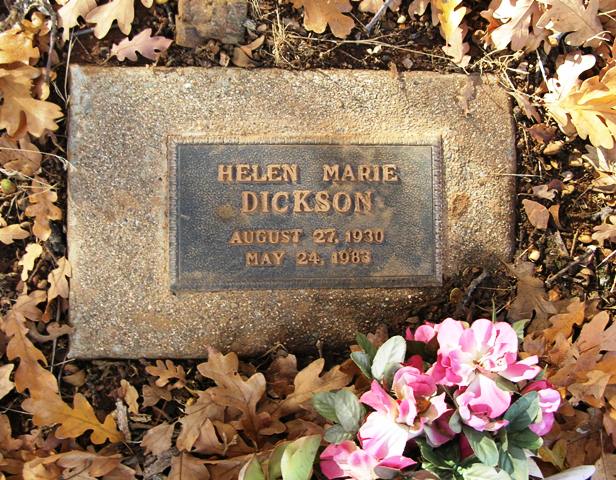 HELEN MARIE
DICKSON
AUGUST 27, 1930
MAY 24, 1983